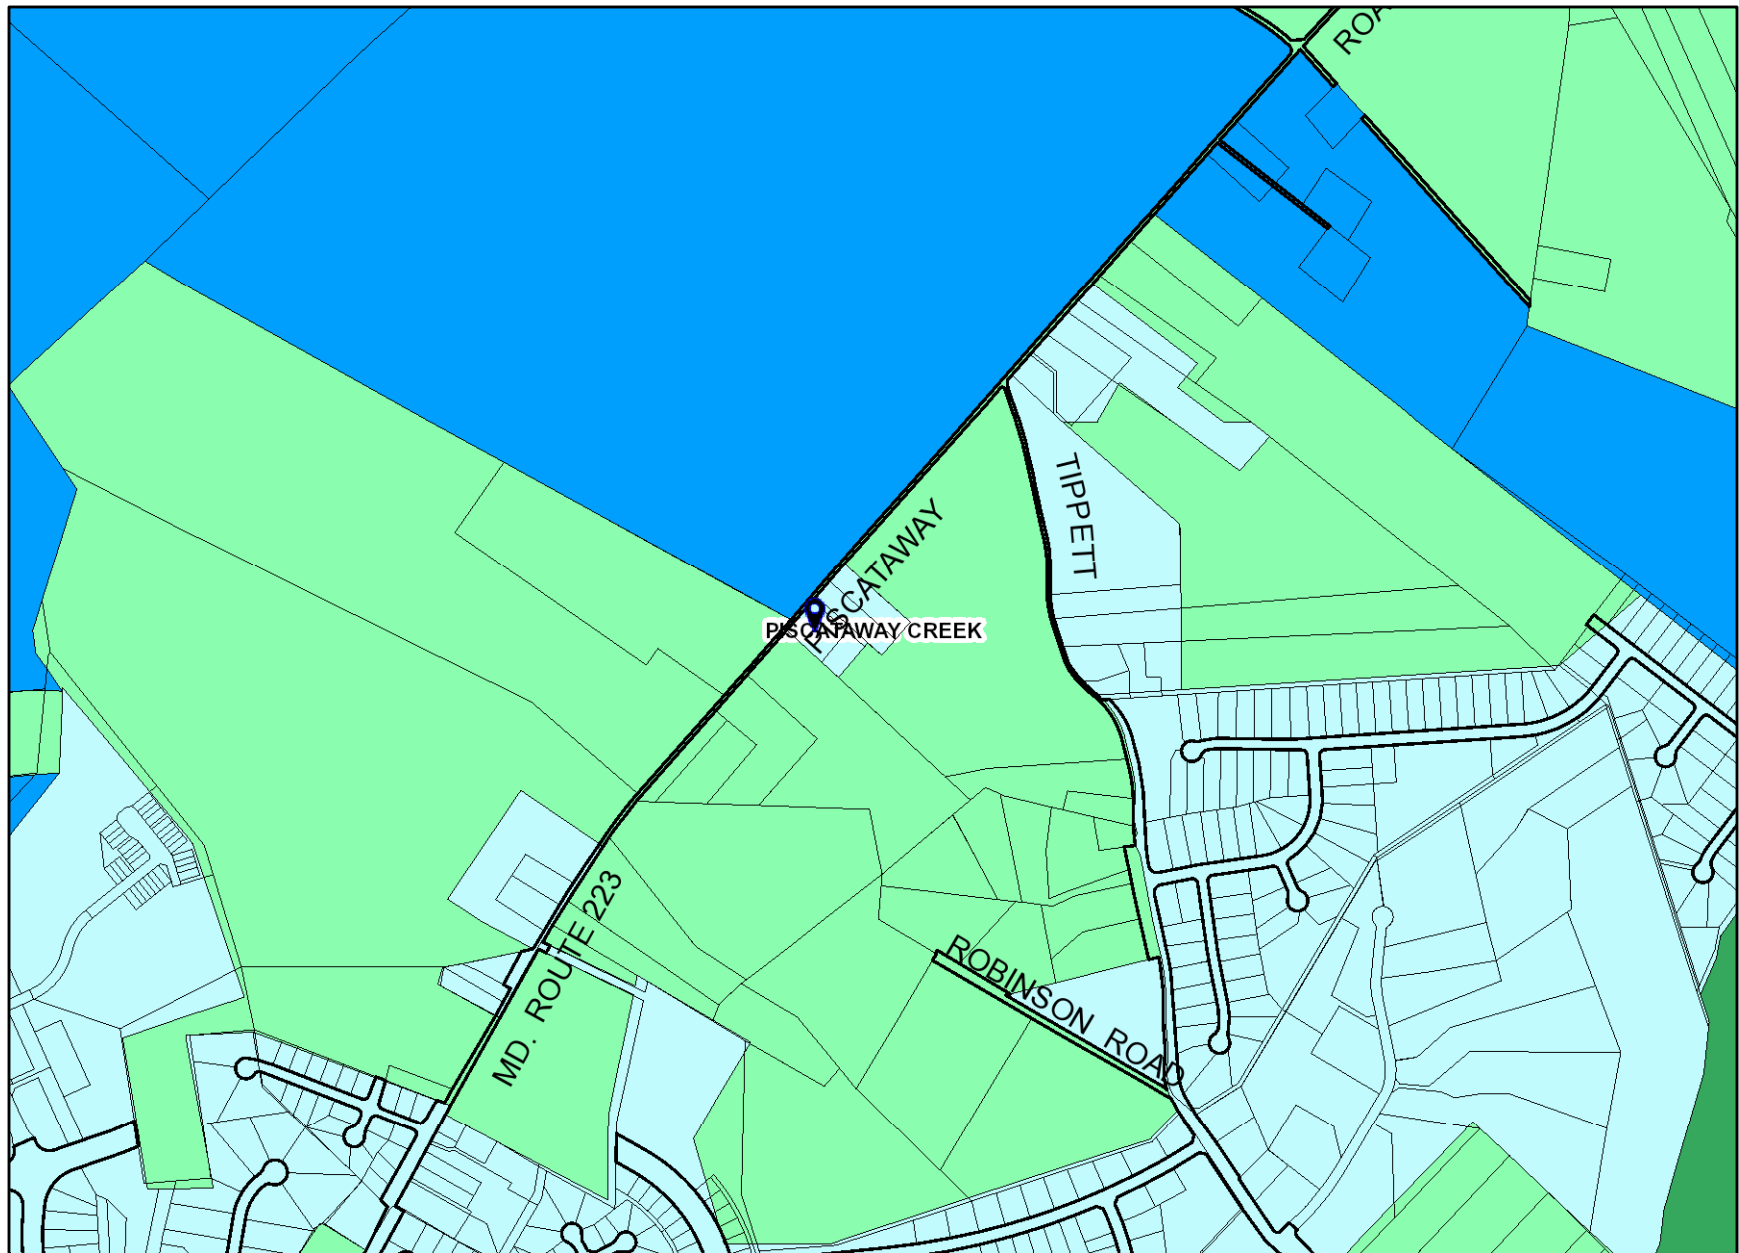 ROA
TIPPETT
PISCATAWAY
PISCATAWAY CREEK
MD. ROUTE 223
ROBINSON ROAD